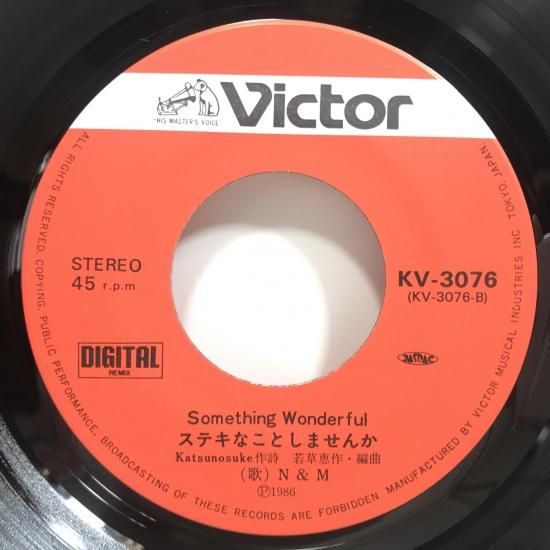 Victor
"HIS MASTER'S VOICE"
STEREO
45 r.p.m
KV-3076
(KV-3076-B)
DIGITAL
REMIX
JASRAC
Something Wonderful
ステキなことしませんか
Katsunosuke作詩 若草恵作・編曲
(歌) N & M
Ⓟ1986
ALL RIGHTS RESERVED. COPYING, PUBLIC PERFORMANCE, BROADCASTING OF THESE RECORDS ARE FORBIDDEN MANUFACTURED BY VICTOR MUSICAL INDUSTRIES INC TOKYO, JAPAN.